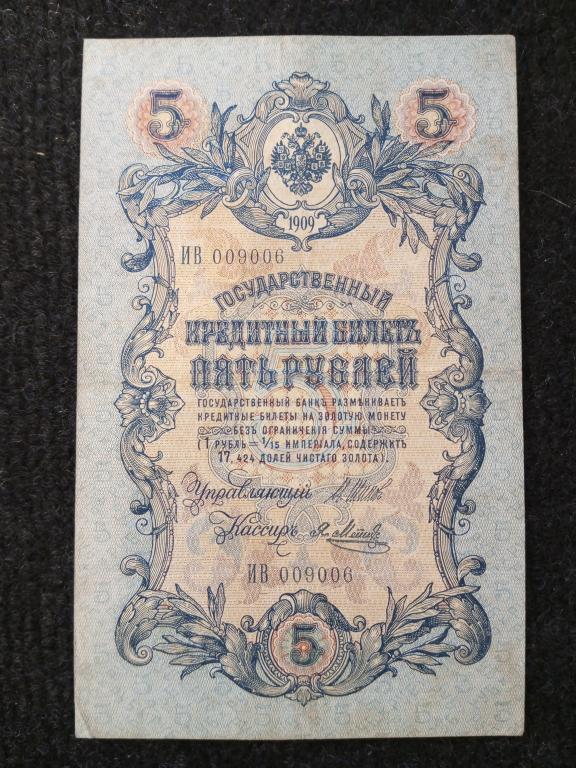 5 5
1909
ИВ 009006
ГОСУДАРСТВЕННЫЙ
КРЕДИТНЫЙ БИЛЕТЪ
ПЯТЬ РУБЛЕЙ
ГОСУДАРСТВЕННЫЙ БАНКЪ РАЗМѢНИВАЕТЪ
КРЕДИТНЫЕ БИЛЕТЫ НА ЗОЛОТУЮ МОНЕТУ
БЕЗЪ ОГРАНИЧЕНІЯ СУММЫ
(1 РУБЛЬ = 1/15 ИМПЕРІАЛА, СОДЕРЖИТЪ
17,424 ДОЛЕЙ ЧИСТАГО ЗОЛОТА).
Управляющій
Кассиръ
ИВ 009006
5